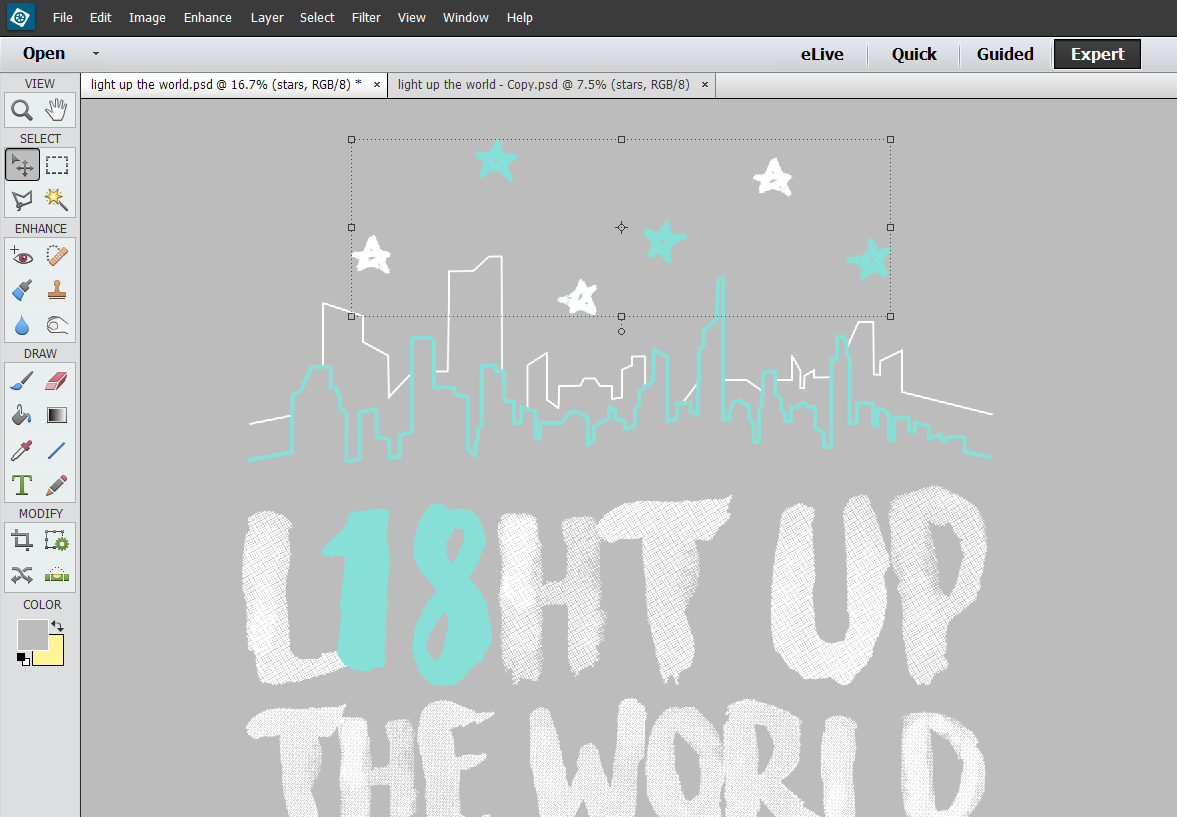 File Edit Image Enhance Layer Select Filter View Window Help
Open eLive Quick Guided Expert
light up the world.psd @ 16.7% (stars, RGB/8) * × light up the world - Copy.psd @ 7.5% (stars, RGB/8) ×
VIEW
SELECT
ENHANCE
DRAW
T
MODIFY
COLOR
L18HT UP
THE WORLD